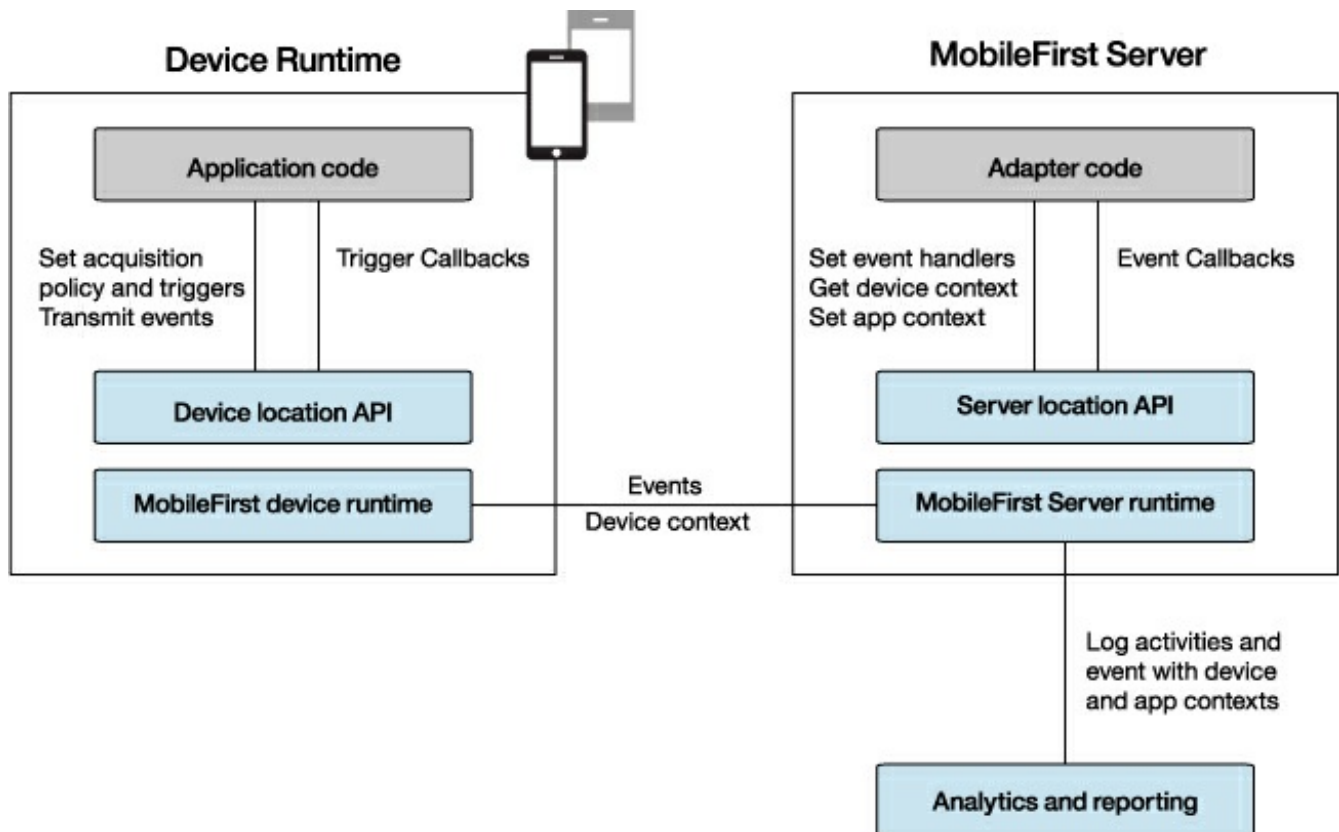 Device Runtime
Application code
Set acquisition
policy and triggers
Transmit events
Trigger Callbacks
Device location API
MobileFirst device runtime
Events
Device context
MobileFirst Server
Adapter code
Set event handlers
Get device context
Set app context
Event Callbacks
Server location API
MobileFirst Server runtime
Log activities and
event with device
and app contexts
Analytics and reporting